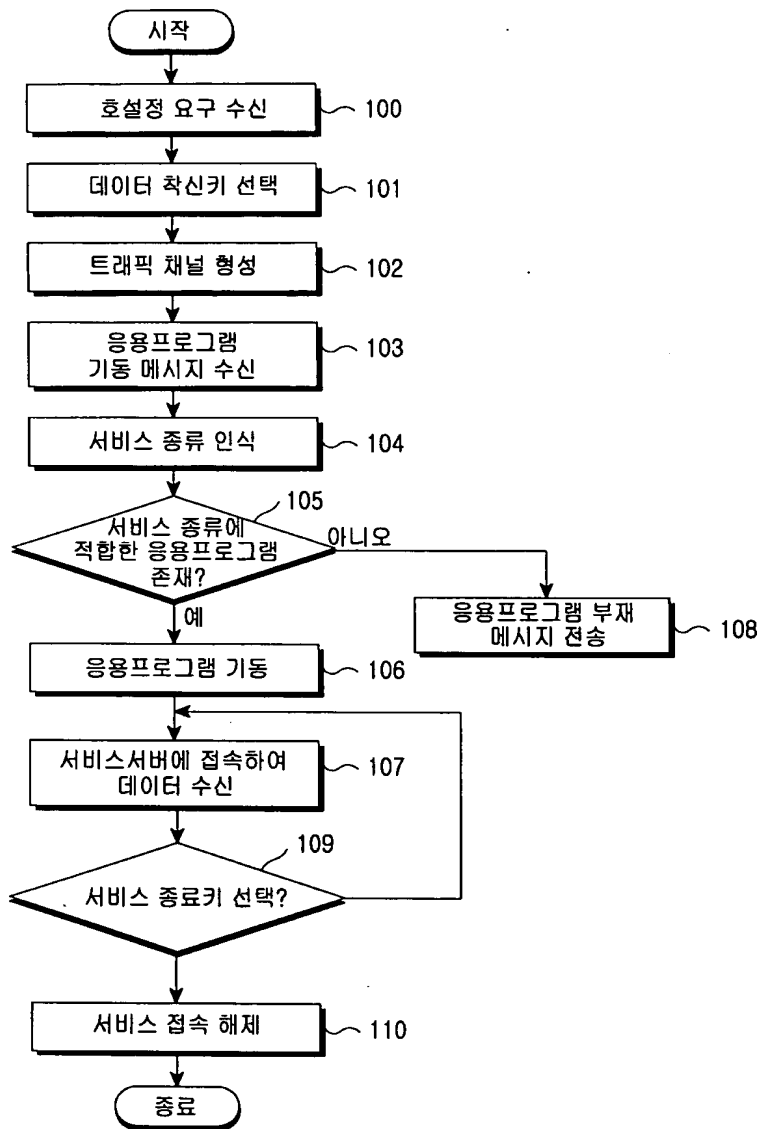 시작
호설정 요구 수신
100
데이터 착신키 선택
101
트래픽 채널 형성
102
응용프로그램
기동 메시지 수신
103
서비스 종류 인식
104
105
서비스 종류에
적합한 응용프로그램
존재?
아니오
예
응용프로그램 부재
메시지 전송
108
응용프로그램 기동
106
서비스서버에 접속하여
데이터 수신
107
109
서비스 종료키 선택?
서비스 접속 해제
110
종료